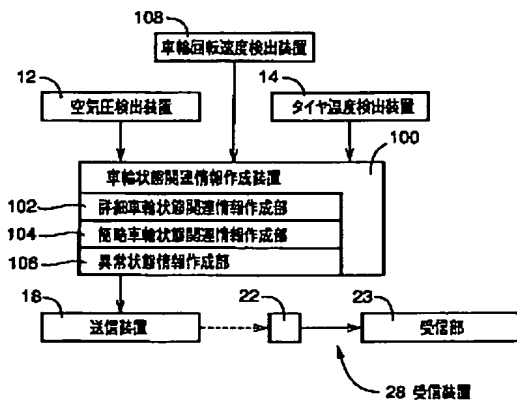 108
車輪回転速度検出装置
12
空気圧検出装置
14
タイヤ温度検出装置
100
車輪状態関連情報作成装置
102
詳細車輪状態関連情報作成部
104
簡略車輪状態関連情報作成部
106
異常状態情報作成部
18
送信装置
22
23
受信部
28 受信装置